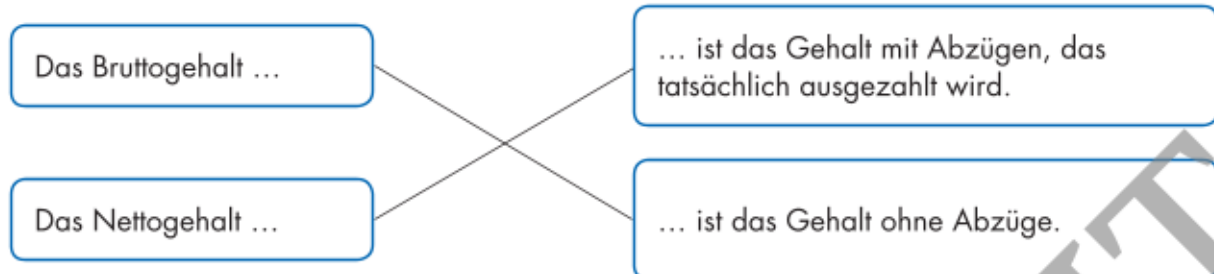 Das Bruttogehalt …
… ist das Gehalt mit Abzügen, das
tatsächlich ausgezahlt wird.
Das Nettogehalt …
… ist das Gehalt ohne Abzüge.